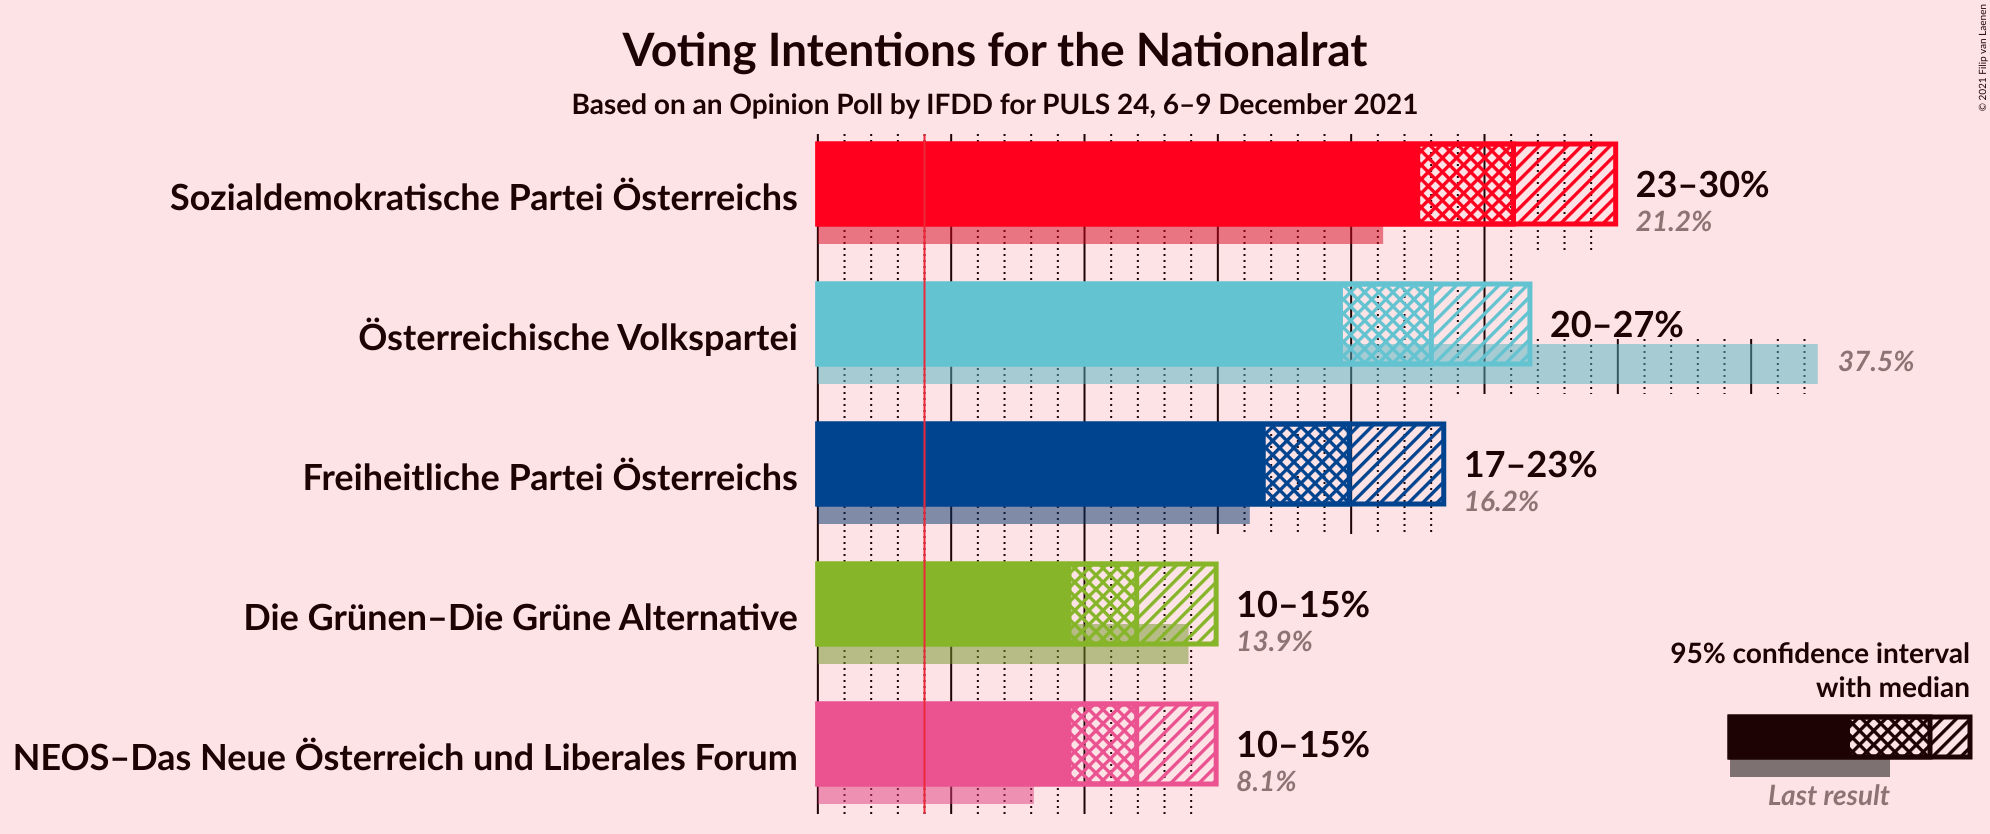 Voting Intentions for the Nationalrat
Based on an Opinion Poll by IFDD for PULS 24, 6–9 December 2021
© 2021 Filip van Laenen
Sozialdemokratische Partei Österreichs
23–30%
21.2%
Österreichische Volkspartei
20–27%
37.5%
Freiheitliche Partei Österreichs
17–23%
16.2%
Die Grünen–Die Grüne Alternative
10–15%
13.9%
NEOS–Das Neue Österreich und Liberales Forum
10–15%
8.1%
95% confidence interval
with median
Last result